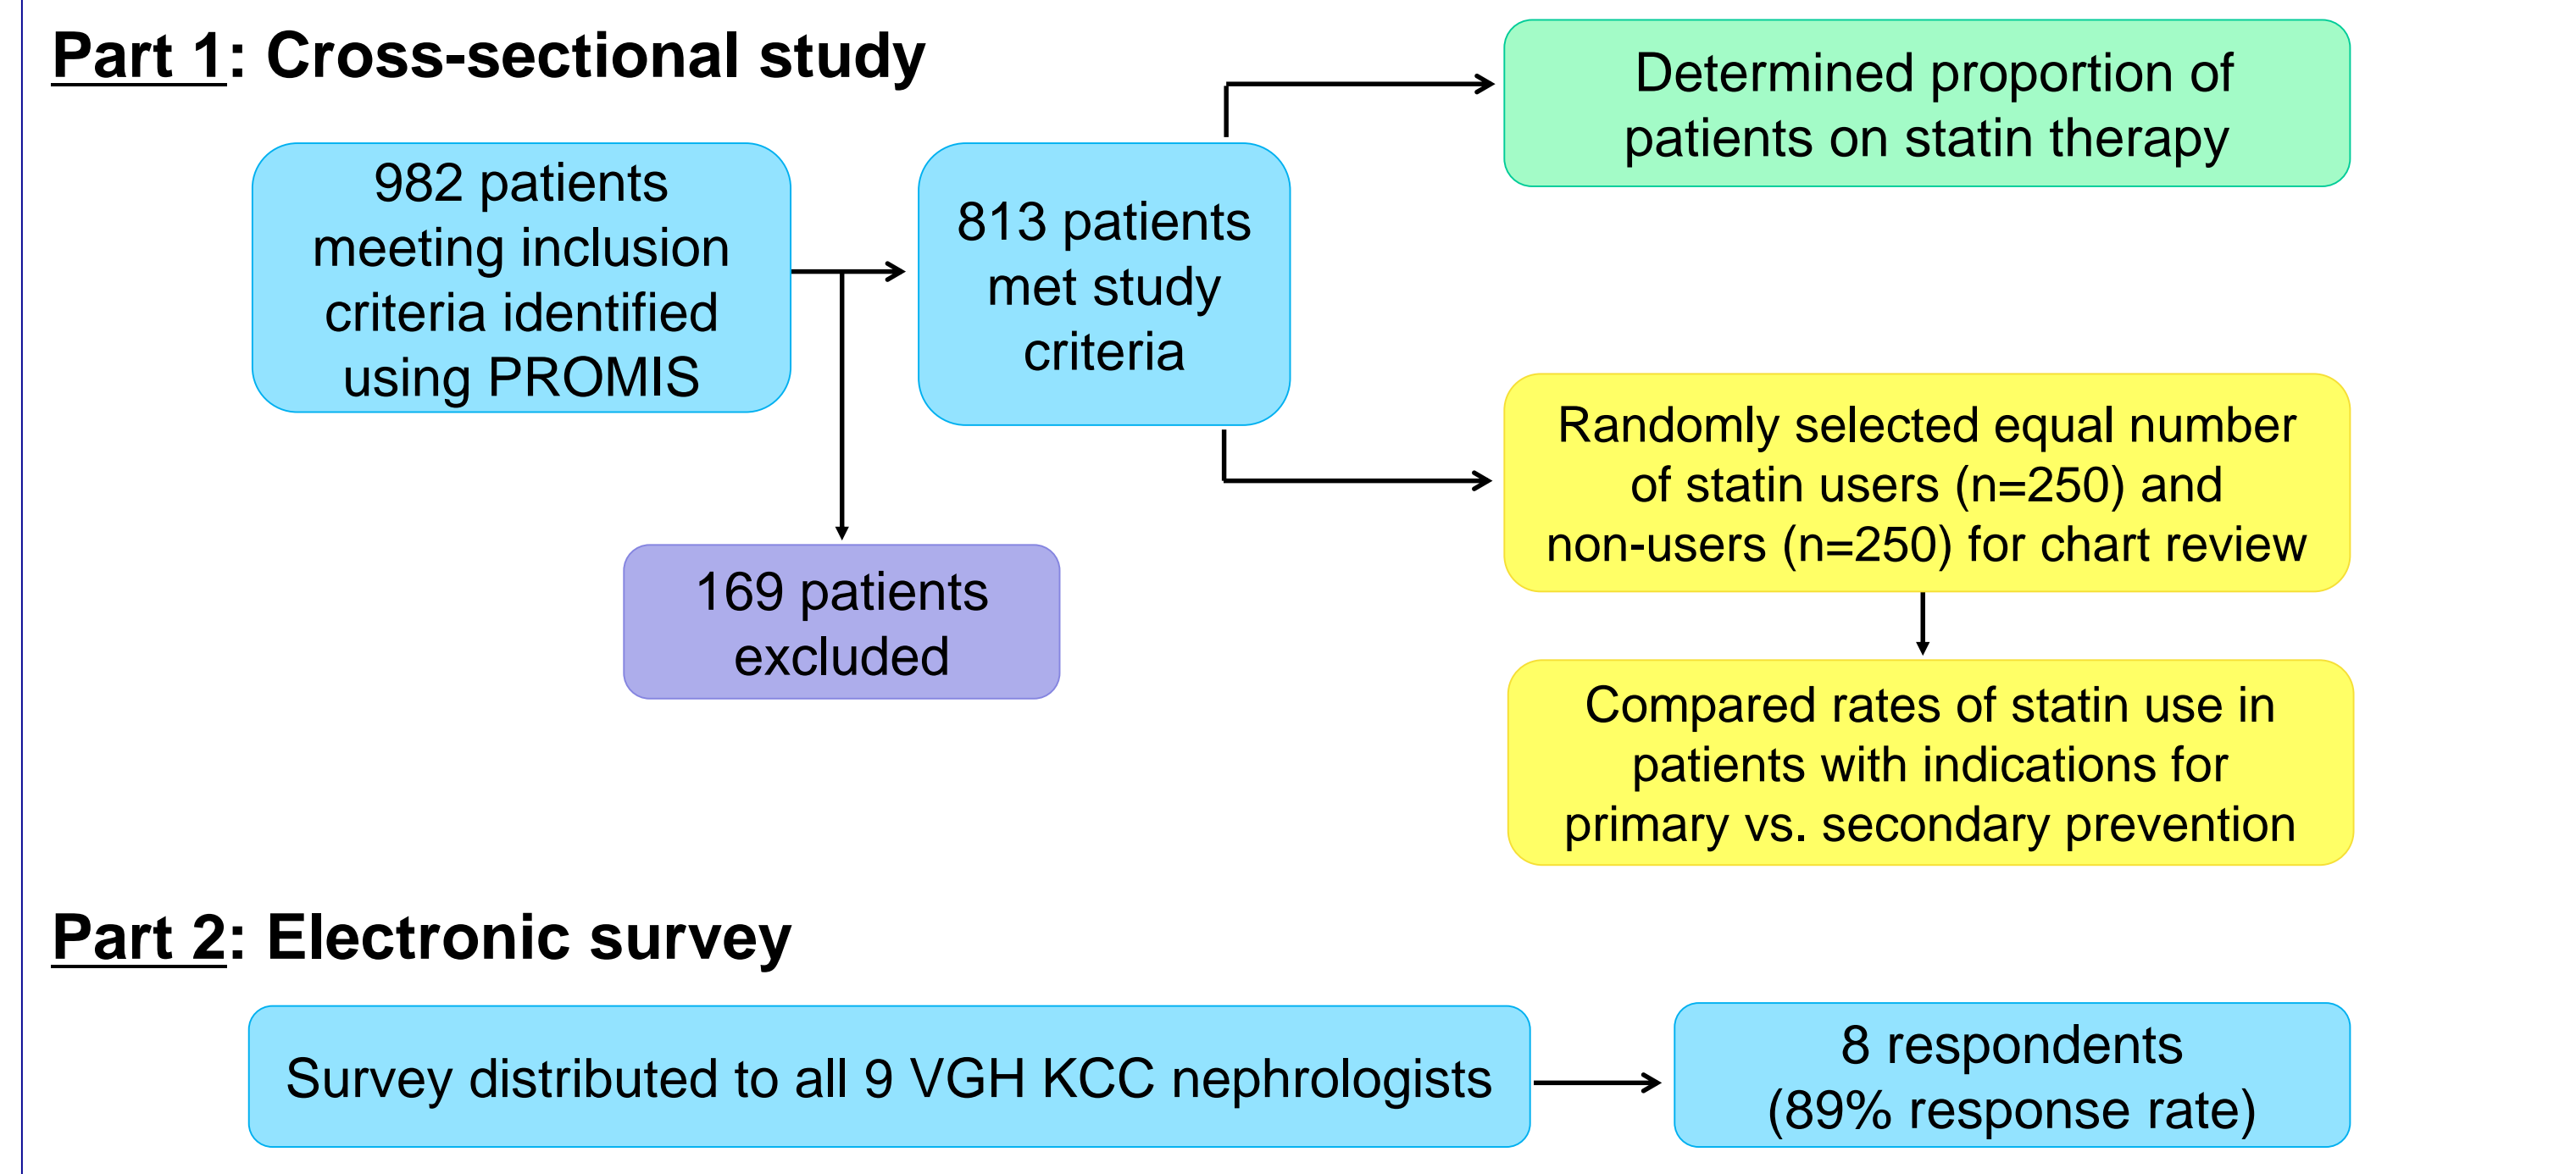 Part 1: Cross-sectional study
982 patients
meeting inclusion
criteria identified
using PROMIS
813 patients
met study
criteria
169 patients
excluded
Determined proportion of
patients on statin therapy
Randomly selected equal number
of statin users (n=250) and
non-users (n=250) for chart review
Compared rates of statin use in
patients with indications for
primary vs. secondary prevention
Part 2: Electronic survey
Survey distributed to all 9 VGH KCC nephrologists
8 respondents
(89% response rate)